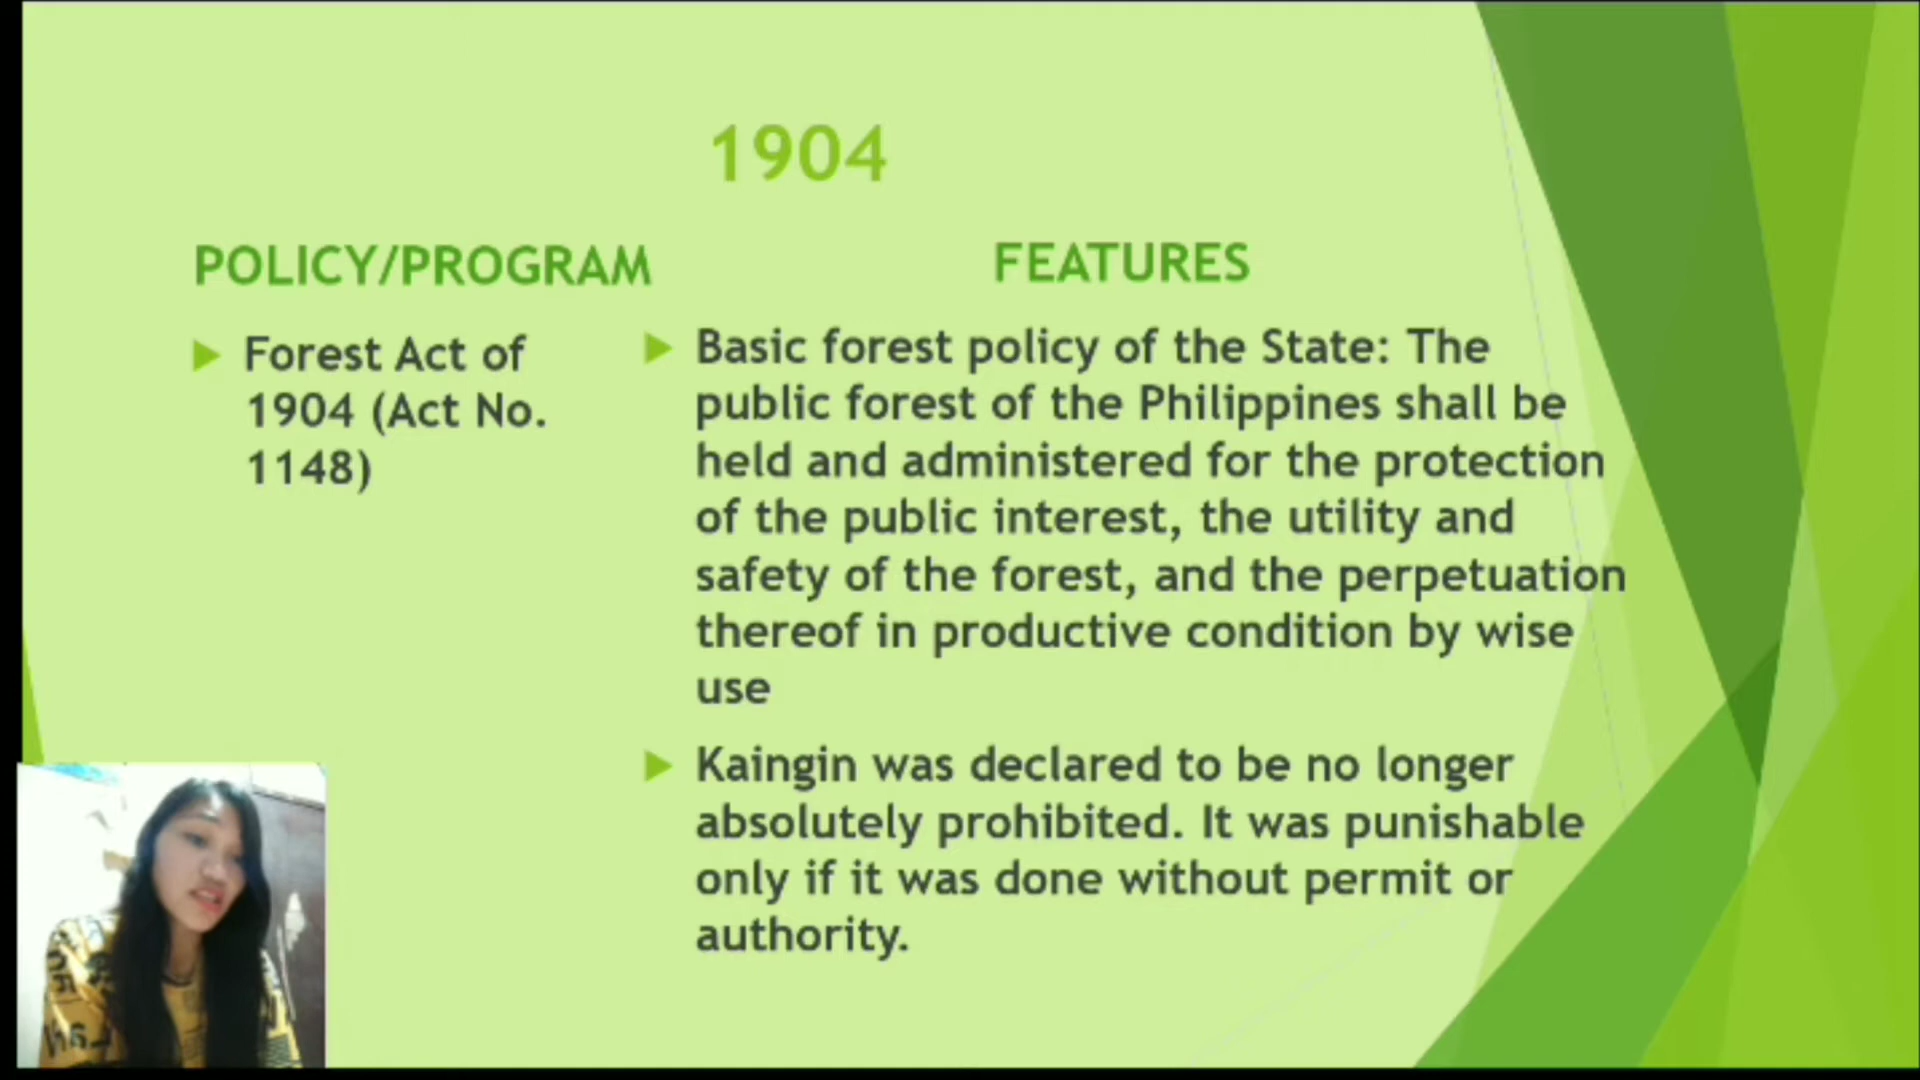 1904
POLICY/PROGRAM
Forest Act of
1904 (Act No.
1148)
FEATURES
Basic forest policy of the State: The
public forest of the Philippines shall be
held and administered for the protection
of the public interest, the utility and
safety of the forest, and the perpetuation
thereof in productive condition by wise
use
Kaingin was declared to be no longer
absolutely prohibited. It was punishable
only if it was done without permit or
authority.